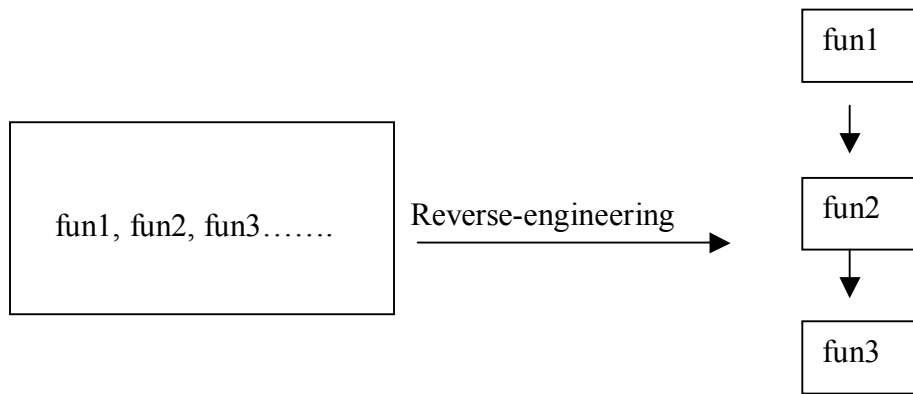 fun1
fun1, fun2, fun3…….
Reverse-engineering
fun2
fun3